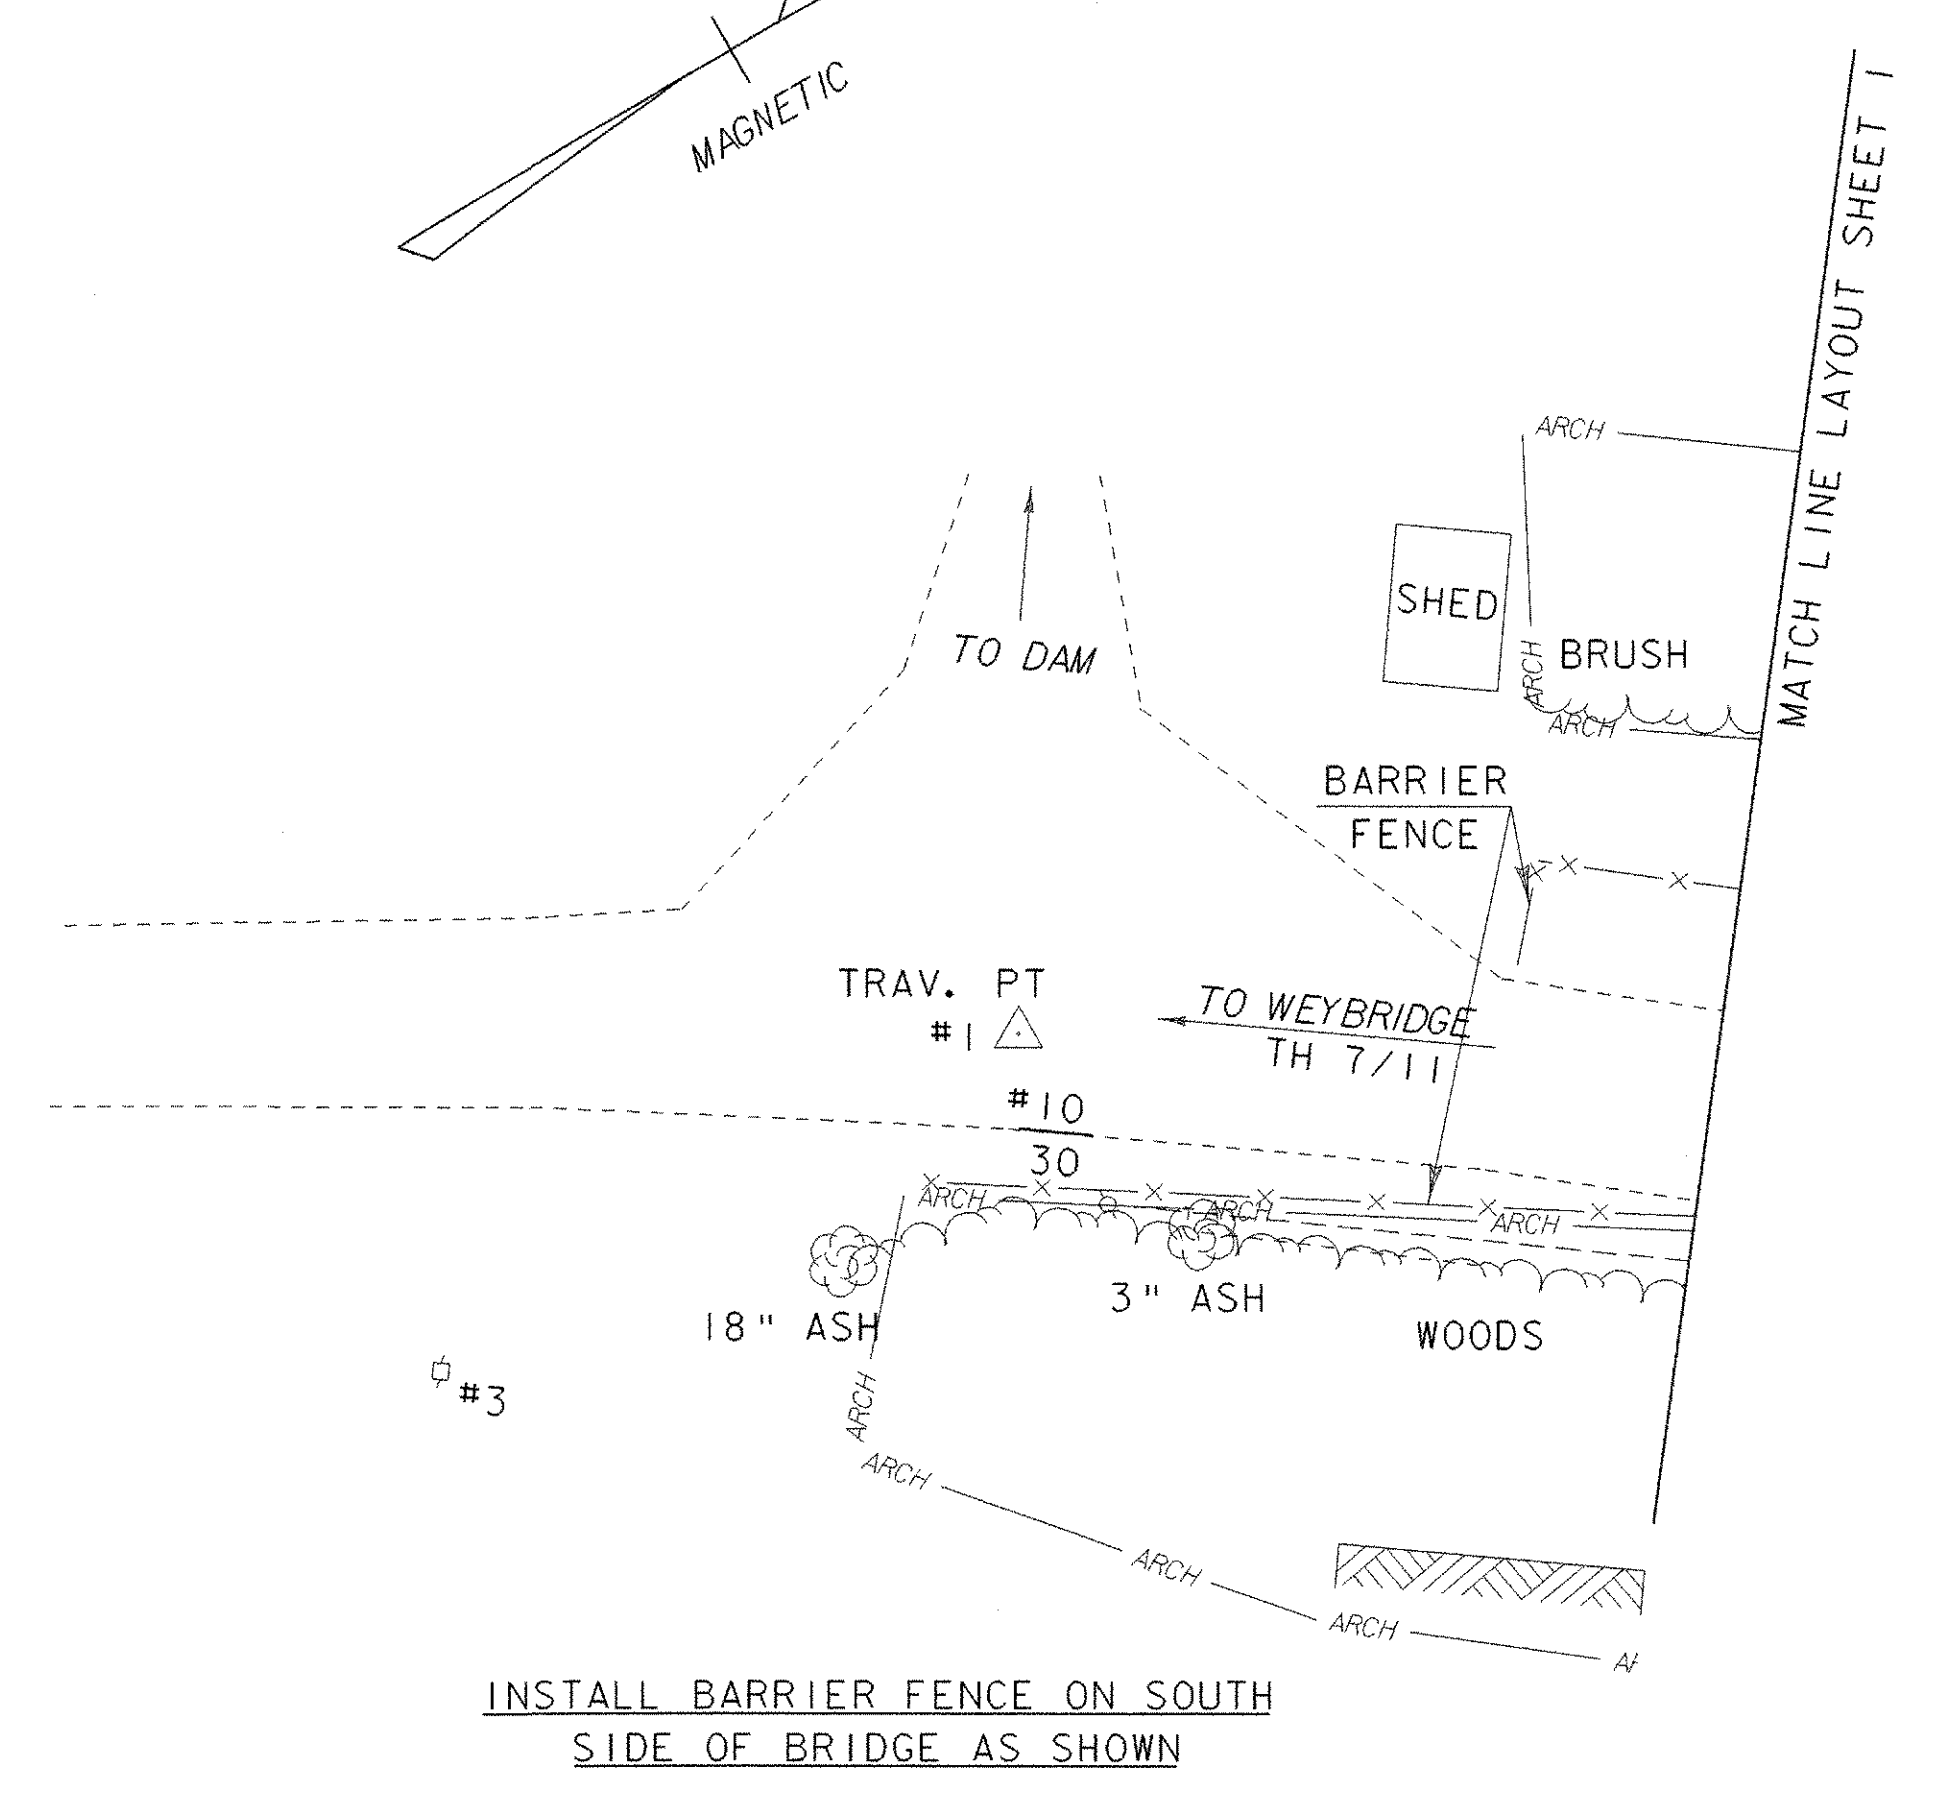 MAGNETIC
MATCH LINE LAYOUT SHEET 1
ARCH
SHED
TO DAM
ARCH
BRUSH
ARCH
BARRIER
FENCE
TRAV. PT
#1
TO WEYBRIDGE
TH 7/11
#10
30
ARCH
ARCH
ARCH
3" ASH
18" ASH
WOODS
#3
ARCH
ARCH
ARCH
ARCH
INSTALL BARRIER FENCE ON SOUTH
SIDE OF BRIDGE AS SHOWN